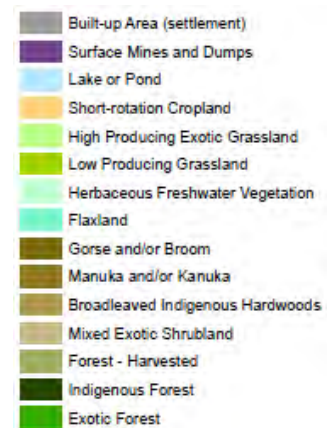 Built-up Area (settlement)
Surface Mines and Dumps
Lake or Pond
Short-rotation Cropland
High Producing Exotic Grassland
Low Producing Grassland
Herbaceous Freshwater Vegetation
Flaxland
Gorse and/or Broom
Manuka and/or Kanuka
Broadleaved Indigenous Hardwoods
Mixed Exotic Shrubland
Forest - Harvested
Indigenous Forest
Exotic Forest